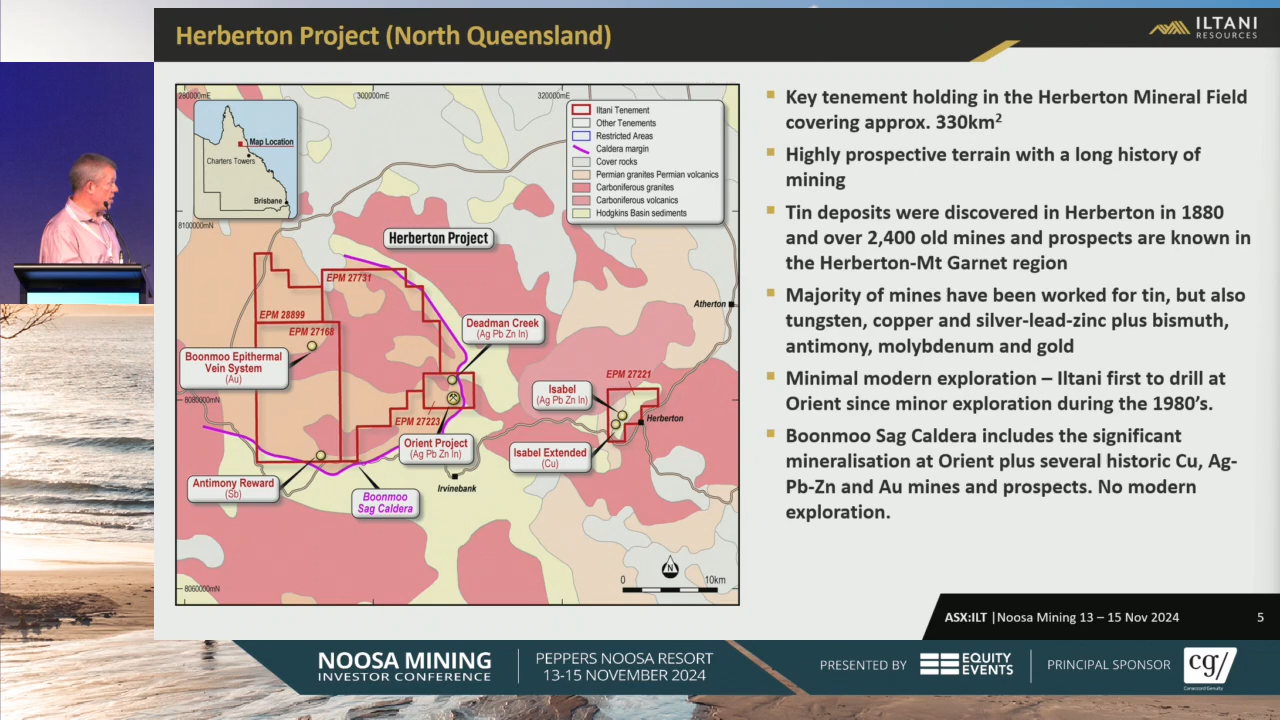 Herberton Project (North Queensland)
ILTANI
RESOURCES
280000mE
300000mE
320000mE
Map Location
Charters Towers
Brisbane
Iltani Tenement
Other Tenements
Restricted Areas
Caldera margin
Cover rocks
Permian granites Permian volcanics
Carboniferous granites
Carboniferous volcanics
Hodgkins Basin sediments
8100000mN
Herberton Project
EPM 27731
Atherton
EPM 28899
EPM 27168
Deadman Creek
(Ag Pb Zn In)
Boonmoo Epithermal
Vein System
(Au)
EPM 27221
Isabel
(Ag Pb Zn In)
8080000mN
Herberton
EPM 27223
Orient Project
(Ag Pb Zn In)
Isabel Extended
(Cu)
Antimony Reward
(Sb)
Irvinebank
Boonmoo
Sag Caldera
N
0 10km
8060000mN
Key tenement holding in the Herberton Mineral Field
covering approx. 330km²
Highly prospective terrain with a long history of
mining
Tin deposits were discovered in Herberton in 1880
and over 2,400 old mines and prospects are known in
the Herberton-Mt Garnet region
Majority of mines have been worked for tin, but also
tungsten, copper and silver-lead-zinc plus bismuth,
antimony, molybdenum and gold
Minimal modern exploration – Iltani first to drill at
Orient since minor exploration during the 1980's.
Boonmoo Sag Caldera includes the significant
mineralisation at Orient plus several historic Cu, Ag-
Pb-Zn and Au mines and prospects. No modern
exploration.
ASX:ILT |Noosa Mining 13 – 15 Nov 2024
5
NOOSA MINING
INVESTOR CONFERENCE
PEPPERS NOOSA RESORT
13-15 NOVEMBER 2024
PRESENTED BY
EQUITY
EVENTS
PRINCIPAL SPONSOR
cg/
Canaccord Genuity